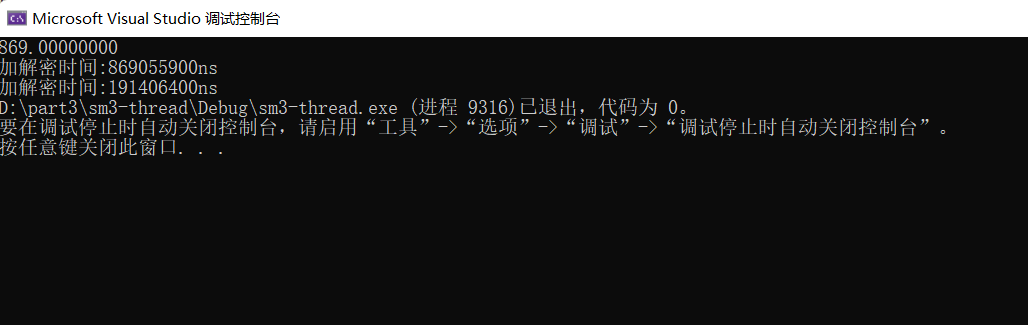 Microsoft Visual Studio 调试控制台
869.00000000
加解密时间:869055900ns
加解密时间:191406400ns
D:\part3\sm3-thread\Debug\sm3-thread.exe (进程 9316)已退出，代码为 0。
要在调试停止时自动关闭控制台，请启用“工具”->“选项”->“调试”->“调试停止时自动关闭控制台”。
按任意键关闭此窗口. . .